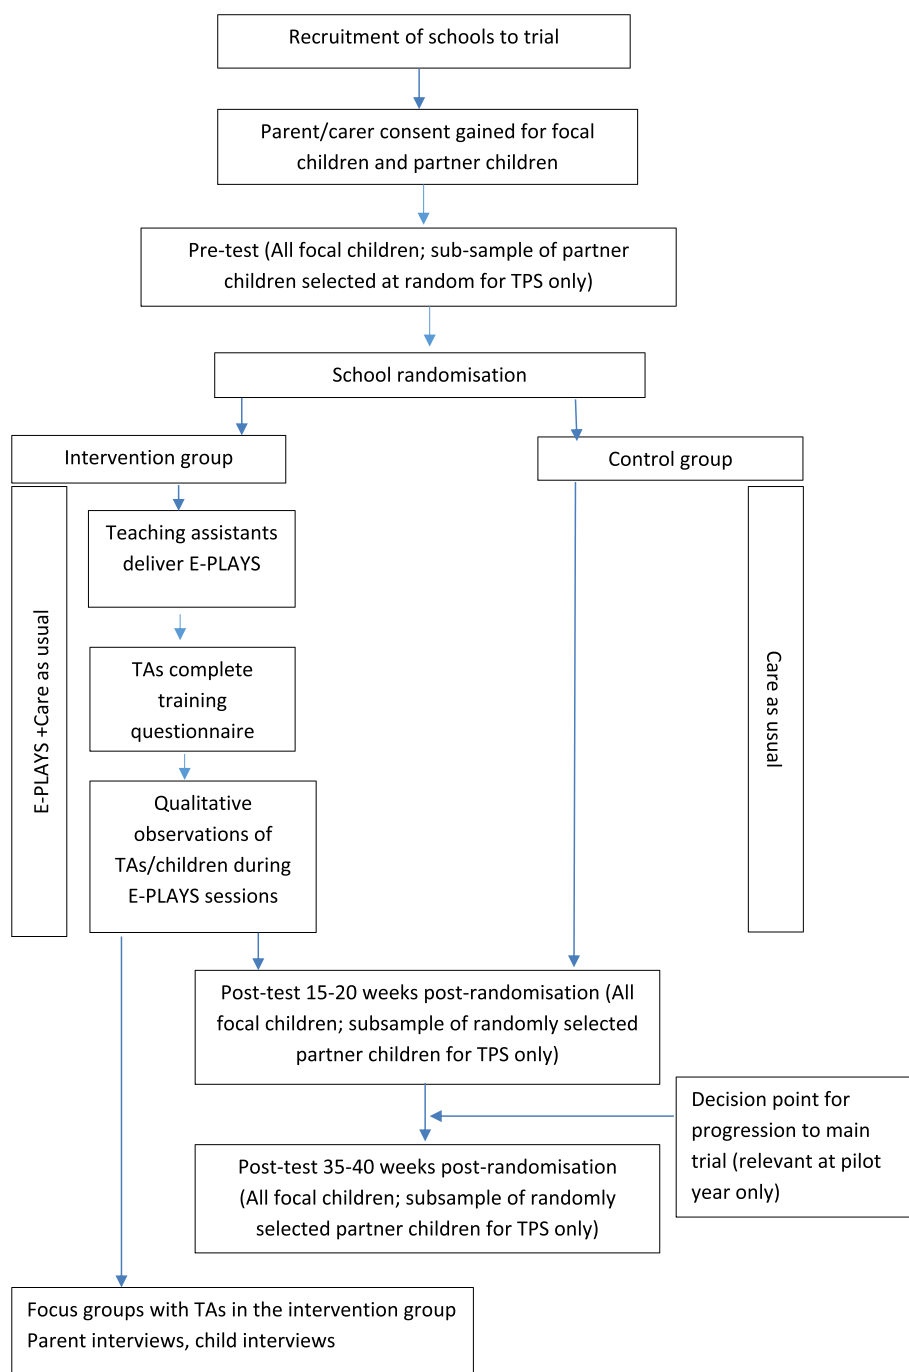 Recruitment of schools to trial
Parent/carer consent gained for focal
children and partner children
Pre-test (All focal children; sub-sample of partner
children selected at random for TPS only)
School randomisation
Intervention group
Control group
E-PLAYS +Care as usual
Teaching assistants
deliver E-PLAYS
TAs complete
training
questionnaire
Qualitative
observations of
TAs/children during
E-PLAYS sessions
Care as usual
Post-test 15-20 weeks post-randomisation (All
focal children; subsample of randomly selected
partner children for TPS only)
Decision point for
progression to main
trial (relevant at pilot
year only)
Post-test 35-40 weeks post-randomisation
(All focal children; subsample of randomly
selected partner children for TPS only)
Focus groups with TAs in the intervention group
Parent interviews, child interviews